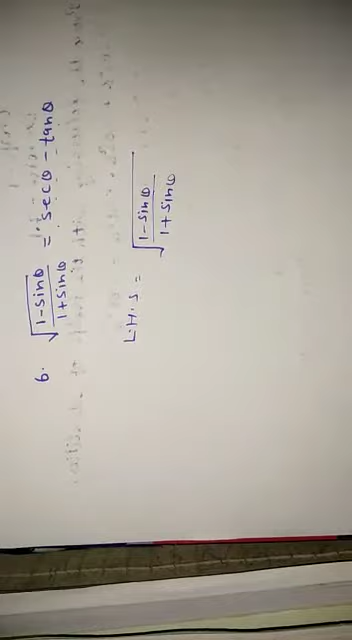 6. √(1-sinθ / 1+sinθ) = secθ - tanθ
L.H.S = √(1-sinθ / 1+sinθ)